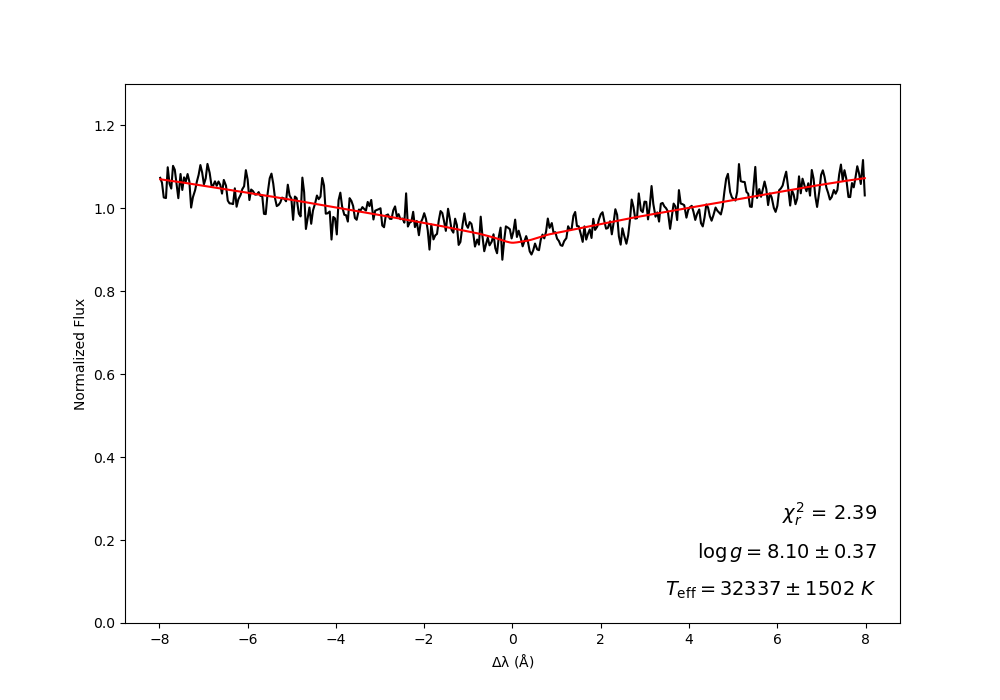 1.2
1.0
0.8
0.6
0.4
0.2
0.0
Normalized Flux
χ²ᵣ = 2.39
log g = 8.10 ± 0.37
T_eff = 32337 ± 1502 K
−8 −6 −4 −2 0 2 4 6 8
Δλ (Å)